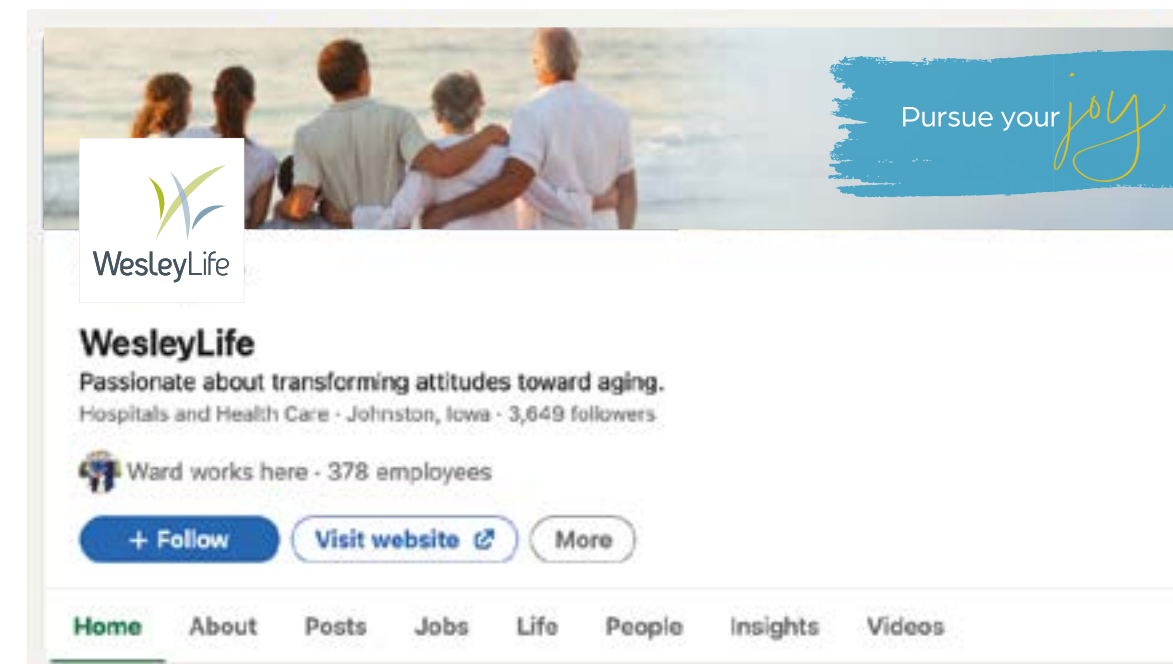 Pursue your joy
WesleyLife
WesleyLife
Passionate about transforming attitudes toward aging.
Hospitals and Health Care · Johnston, Iowa · 3,649 followers
Ward works here · 378 employees
+ Follow Visit website More
Home About Posts Jobs Life People Insights Videos